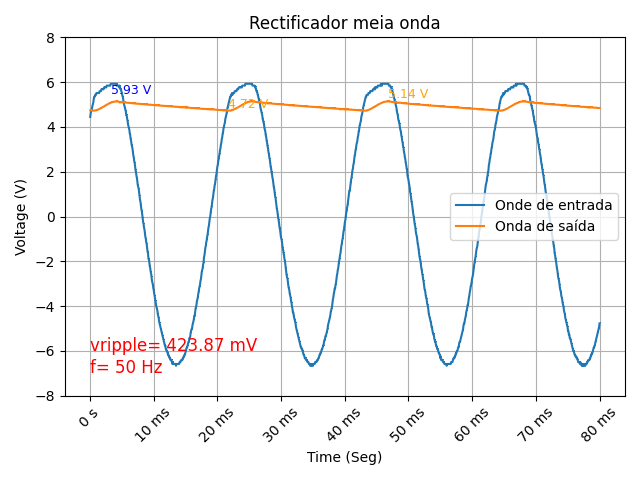 Rectificador meia onda
Voltage (V)
8
6
4
2
0
−2
−4
−6
−8
5.93 V
4.72 V
5.14 V
Onde de entrada
Onda de saída
vripple= 423.87 mV
f= 50 Hz
0 s
10 ms
20 ms
30 ms
40 ms
50 ms
60 ms
70 ms
80 ms
Time (Seg)